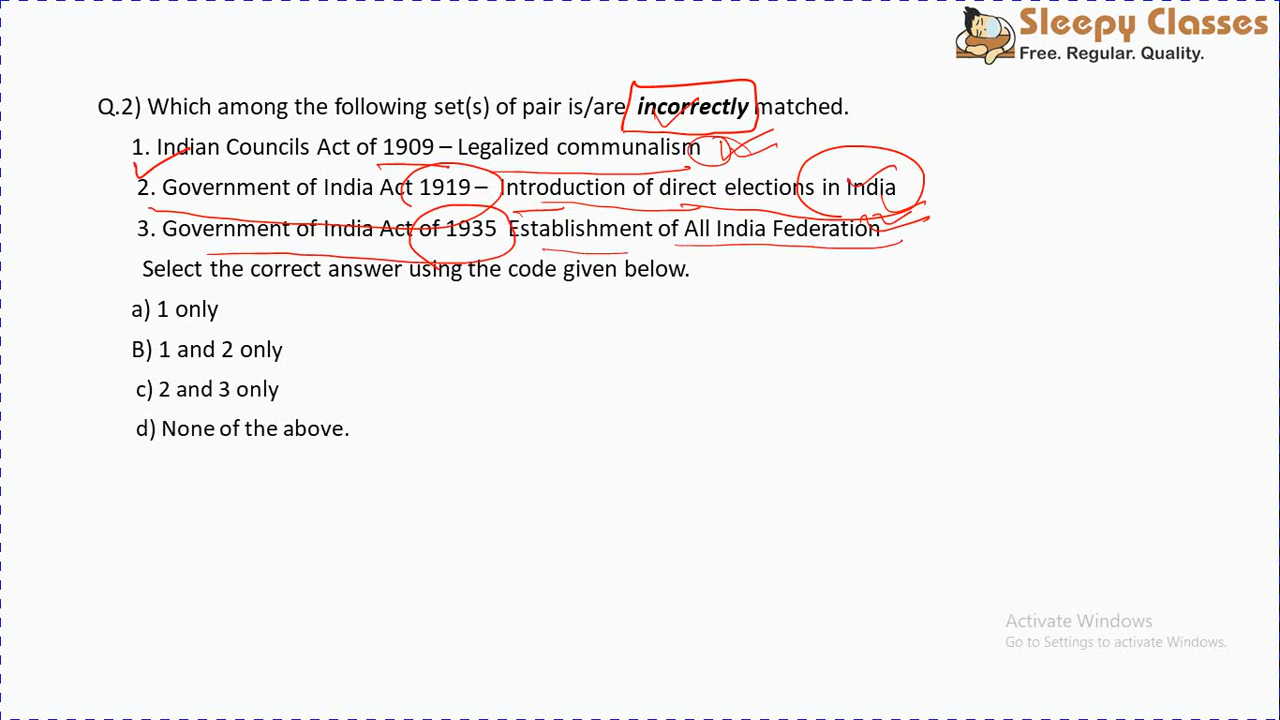 Sleepy Classes
Free. Regular. Quality.
Q.2) Which among the following set(s) of pair is/are incorrectly matched.
1. Indian Councils Act of 1909 – Legalized communalism
2. Government of India Act 1919 – Introduction of direct elections in India
3. Government of India Act of 1935 Establishment of All India Federation
Select the correct answer using the code given below.
a) 1 only
B) 1 and 2 only
c) 2 and 3 only
d) None of the above.
Activate Windows
Go to Settings to activate Windows.